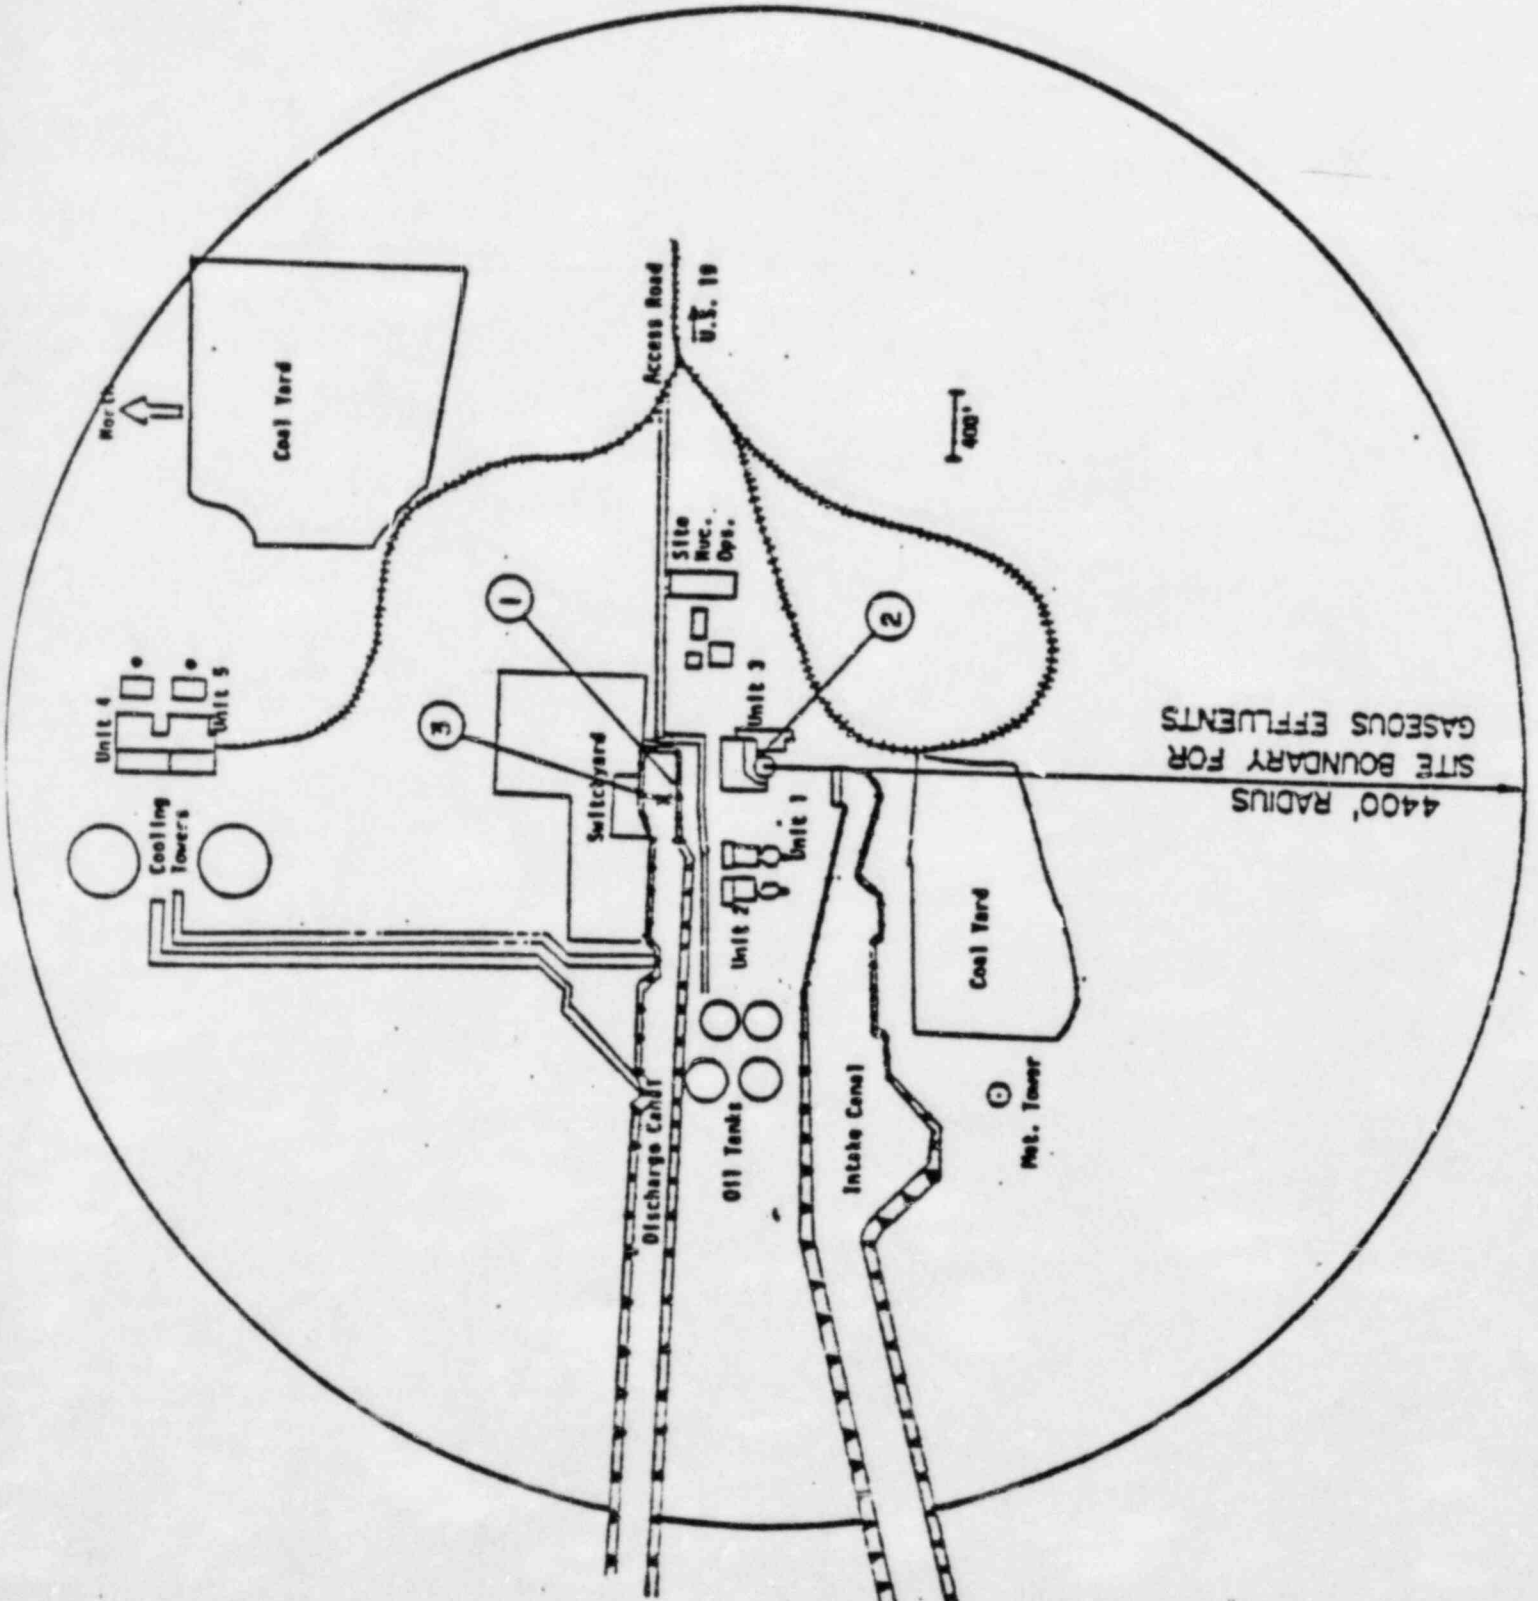 North
Coal Yard
Access Road
U.S. 19
400'
Site
Nuc.
Ops.
1
2
3
Unit 4
Unit 5
Unit 3
Switchyard
Cooling
Towers
Unit 1
Unit 2
Coal Yard
Discharge Canal
Oil Tanks
Intake Canal
Met. Tower
4400' RADIUS
SITE BOUNDARY FOR
GASEOUS EFFLUENTS